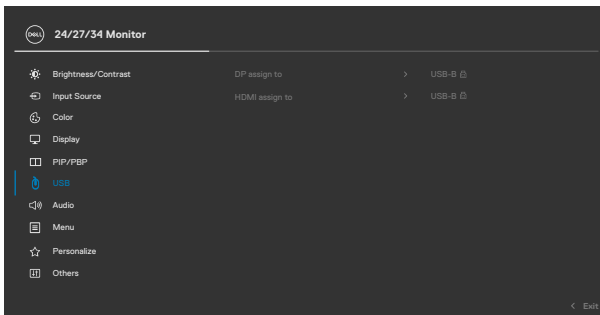 DELL 24/27/34 Monitor
Brightness/Contrast DP assign to > USB-B
Input Source HDMI assign to > USB-B
Color
Display
PIP/PBP
USB
Audio
Menu
Personalize
Others
< Exit